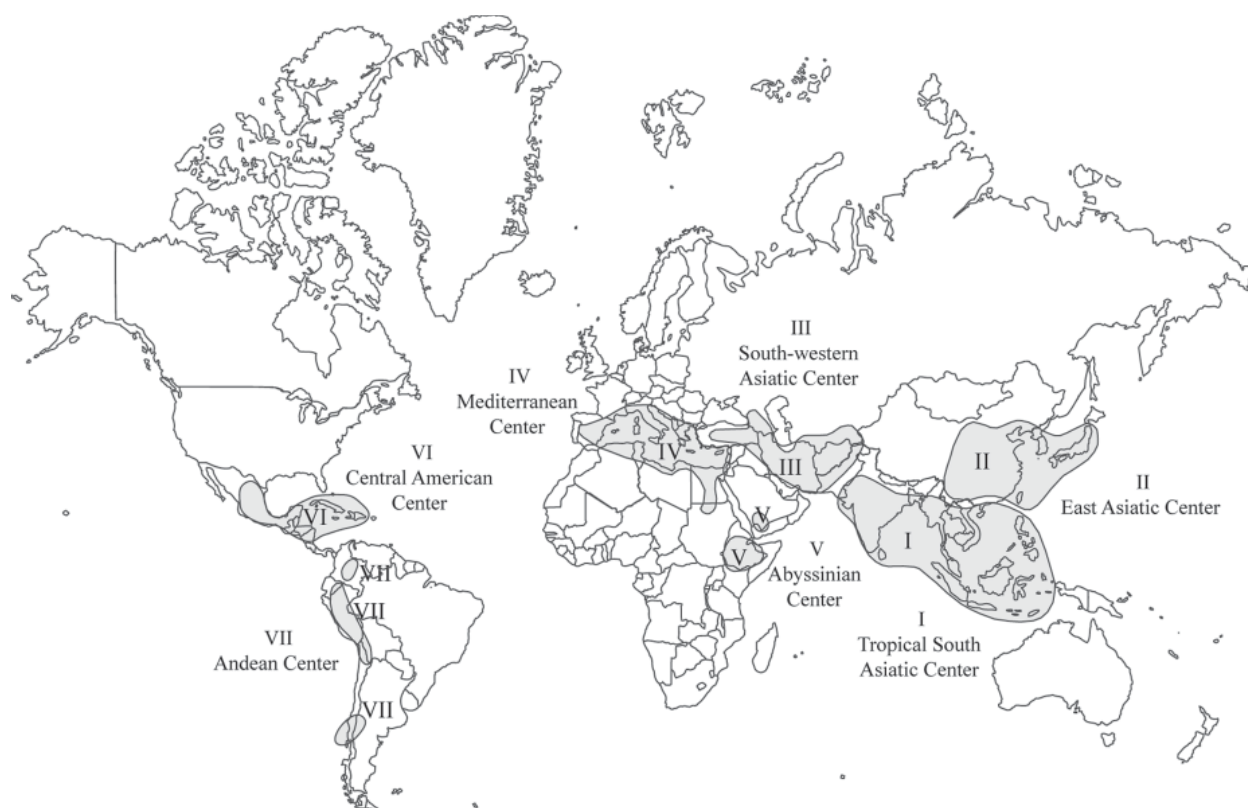 III
South-western
Asiatic Center
IV
Mediterranean
Center
IV
III
II
VI
Central American
Center
II
East Asiatic Center
VI
V
I
V
V
Abyssinian
Center
VII
VII
I
Tropical South
Asiatic Center
VII
Andean Center
VII